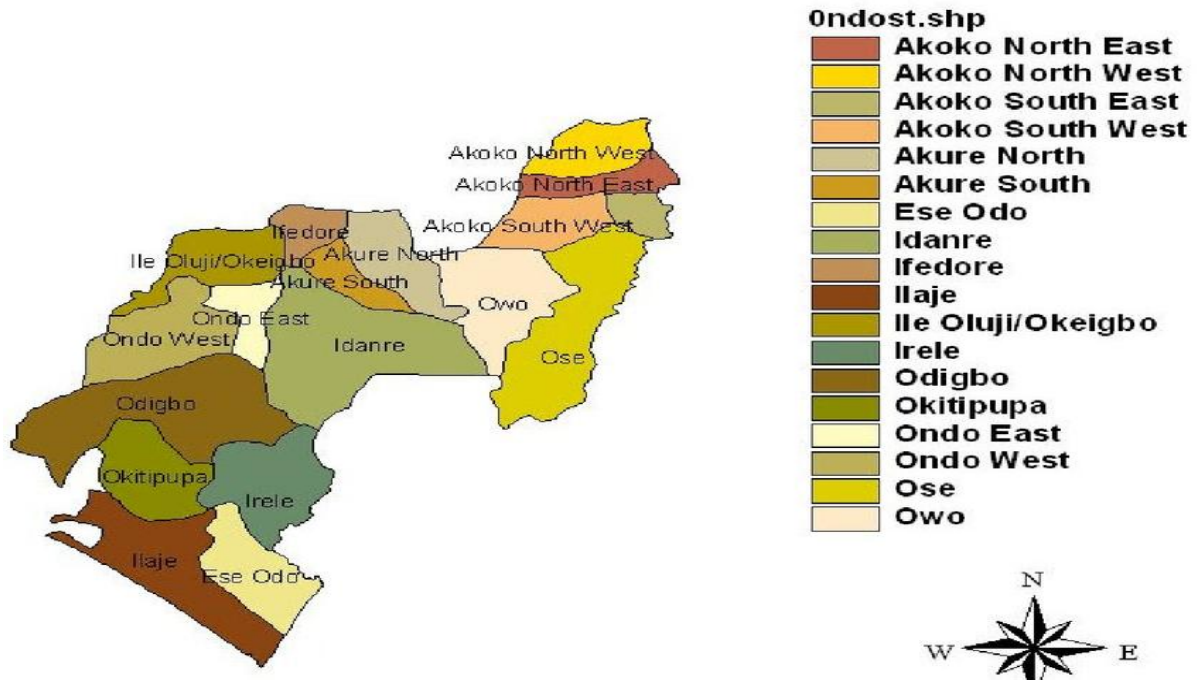 0ndost.shp
Akoko North East
Akoko North West
Akoko South East
Akoko South West
Akure North
Akure South
Ese Odo
Idanre
Ifedore
Ilaje
Ile Oluji/Okeigbo
Irele
Odigbo
Okitipupa
Ondo East
Ondo West
Ose
Owo
Akoko North West
Akoko North East
Akoko South West
Ifedore
Akure North
Ile Oluji/Okeigbo
Akure South
Owo
Ondo East
Ondo West
Idanre
Ose
Odigbo
Okitipupa
Irele
Ilaje
Ese Odo
N
W
E